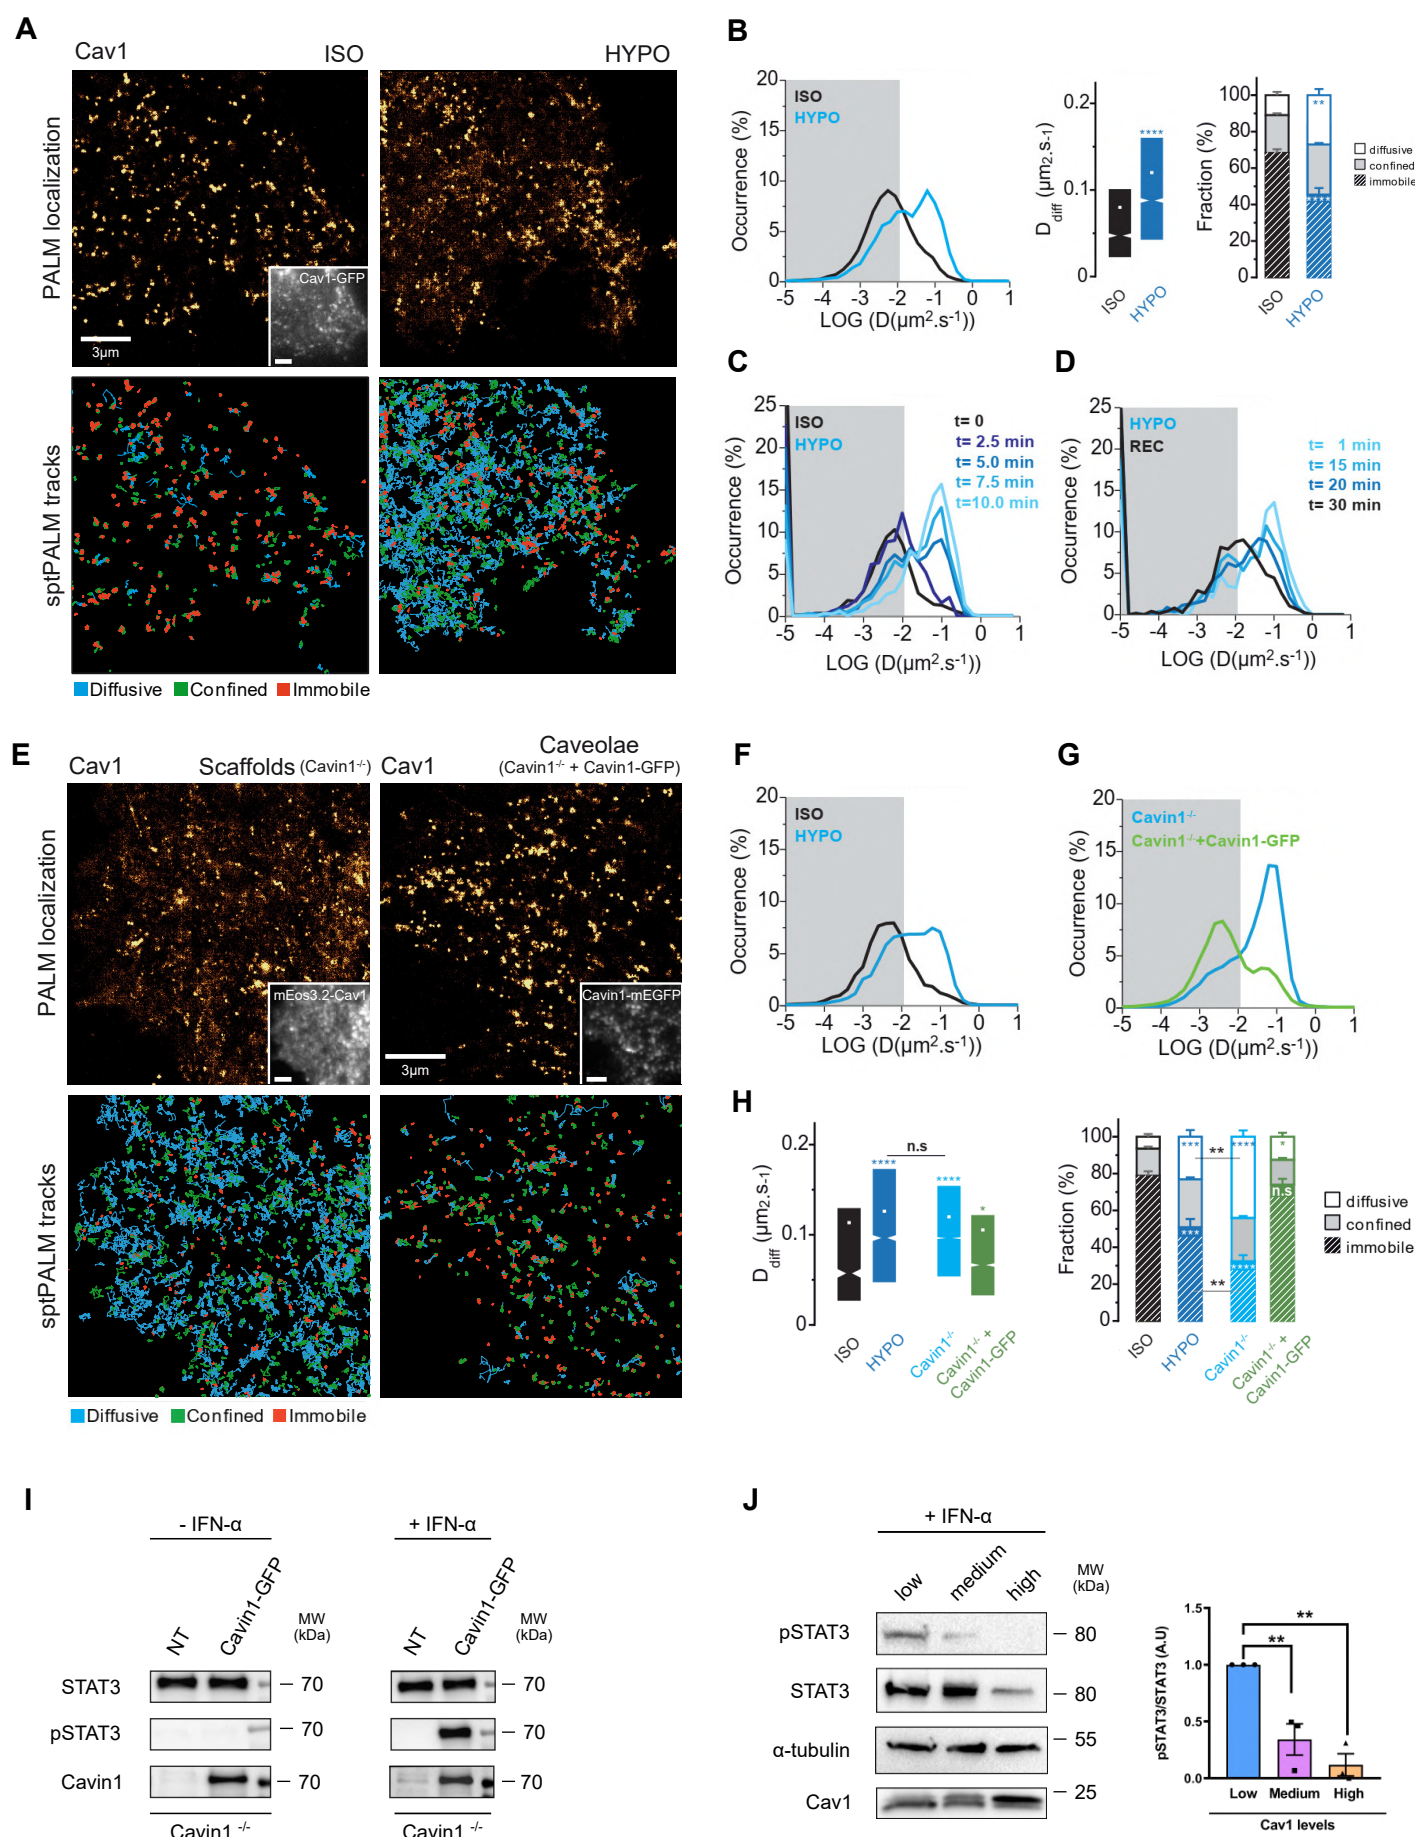 A
Cav1 ISO HYPO
PALM localization
Cav1-GFP
3µm
sptPALM tracks
Diffusive Confined Immobile
B
Occurrence (%)
20
15
10
5
0
ISO
HYPO
-5 -4 -3 -2 -1 0 1
LOG (D(µm².s⁻¹))
D diff (µm2.s-1)
0.2
0.1
0
****
ISO HYPO
Fraction (%)
100
80
60
40
20
0
**
****
ISO HYPO
diffusive
confined
immobile
C
Occurrence (%)
25
20
15
10
5
0
ISO
HYPO
t= 0
t= 2.5 min
t= 5.0 min
t= 7.5 min
t=10.0 min
-5 -4 -3 -2 -1 0 1
LOG (D(µm².s⁻¹))
D
Occurrence (%)
25
20
15
10
5
0
HYPO
REC
t= 1 min
t= 15 min
t= 20 min
t= 30 min
-5 -4 -3 -2 -1 0 1
LOG (D(µm².s⁻¹))
E
Cav1 Scaffolds (Cavin1-/-)
Cav1 Caveolae
(Cavin1-/- + Cavin1-GFP)
PALM localization
mEos3.2-Cav1
Cavin1-mEGFP
3µm
sptPALM tracks
Diffusive Confined Immobile
F
Occurrence (%)
20
15
10
5
0
ISO
HYPO
-5 -4 -3 -2 -1 0 1
LOG (D(µm².s⁻¹))
G
Occurrence (%)
20
15
10
5
0
Cavin1-/-
Cavin1-/-+Cavin1-GFP
-5 -4 -3 -2 -1 0 1
LOG (D(µm².s⁻¹))
H
D diff (µm2.s-1)
0.2
0.1
0
n.s
****
****
*
ISO HYPO Cavin1-/- Cavin1-/- +
Cavin1-GFP
Fraction (%)
100
80
60
40
20
0
*** ** **** *
n.s
*** ** ****
ISO HYPO Cavin1-/- Cavin1-/- +
Cavin1-GFP
diffusive
confined
immobile
I
- IFN-α + IFN-α
NT Cavin1-GFP MW
(kDa)
NT Cavin1-GFP MW
(kDa)
STAT3 70 70
pSTAT3 70 70
Cavin1 70 70
Cavin1 -/- Cavin1 -/-
J
+ IFN-α
low medium high MW
(kDa)
pSTAT3 80
STAT3 80
α-tubulin 55
Cav1 25
pSTAT3/STAT3 (A.U)
1.5
1.0
0.5
0.0
**
**
Low Medium High
Cav1 levels